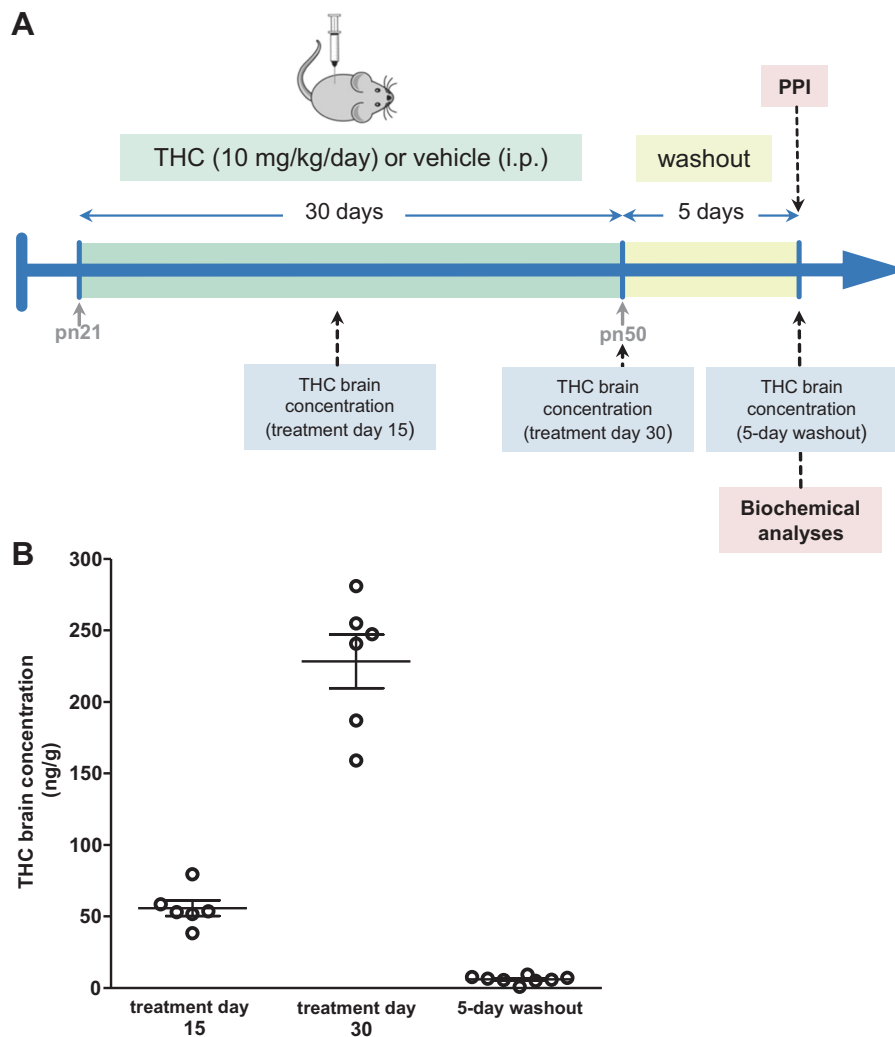 A
PPI
THC (10 mg/kg/day) or vehicle (i.p.)
washout
30 days
5 days
pn21
pn50
THC brain
concentration
(treatment day 15)
THC brain
concentration
(treatment day 30)
THC brain
concentration
(5-day washout)
Biochemical
analyses
B
THC brain concentration
(ng/g)
300
250
200
150
100
50
0
treatment day
15
treatment day
30
5-day washout